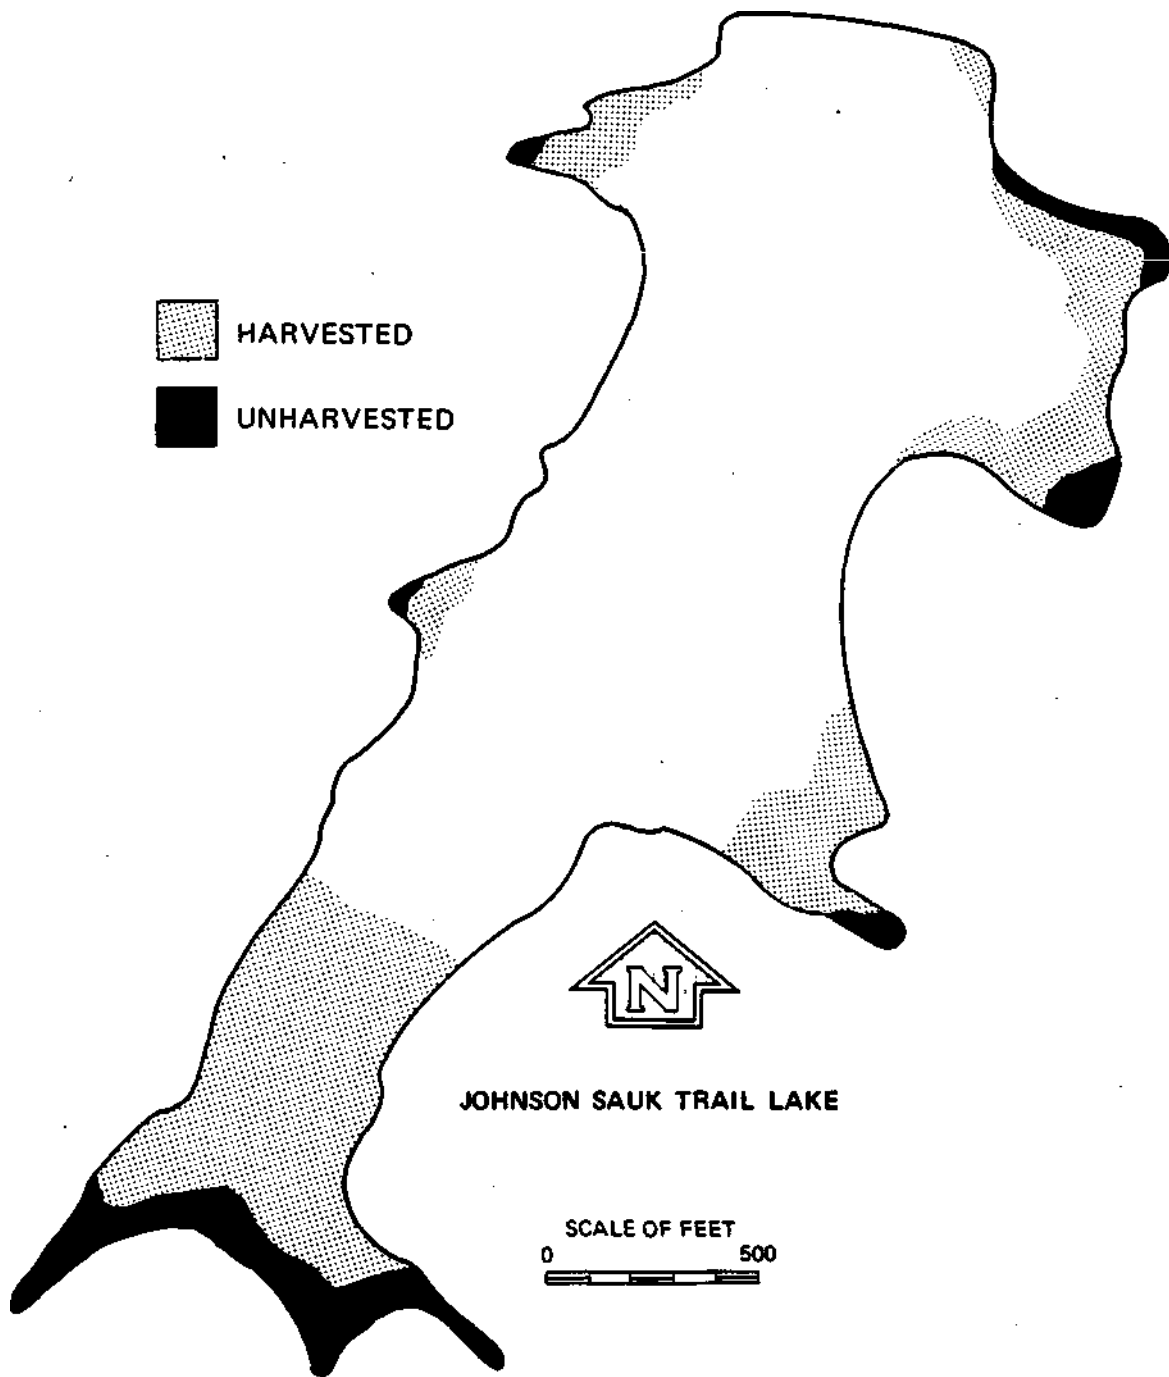 HARVESTED
UNHARVESTED
N
JOHNSON SAUK TRAIL LAKE
SCALE OF FEET
0 500